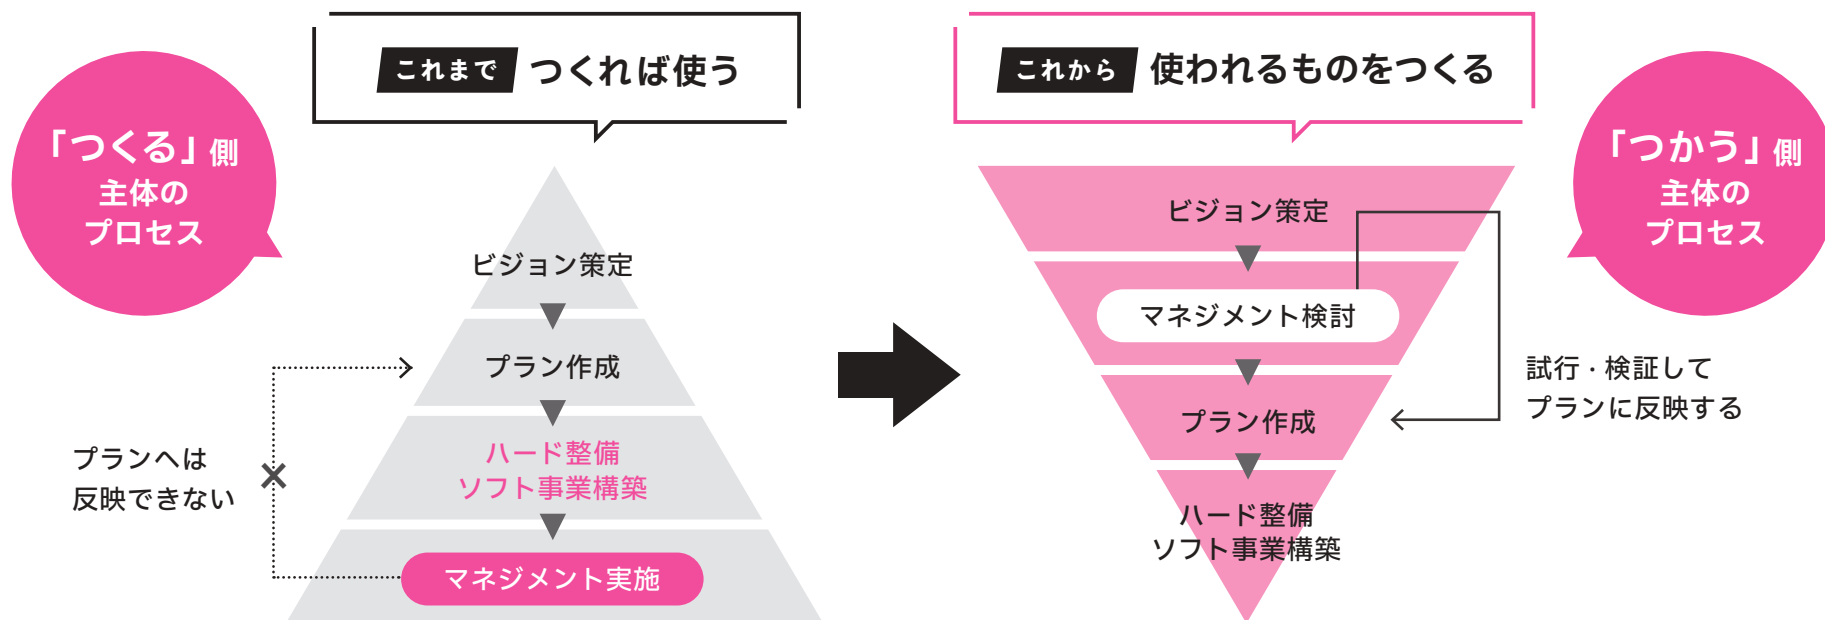 これまで つくれば使う
「つくる」側
主体の
プロセス
ビジョン策定
プラン作成
ハード整備
ソフト事業構築
マネジメント実施
プランへは
反映できない
これから 使われるものをつくる
「つかう」側
主体の
プロセス
ビジョン策定
マネジメント検討
プラン作成
ハード整備
ソフト事業構築
試行・検証して
プランに反映する